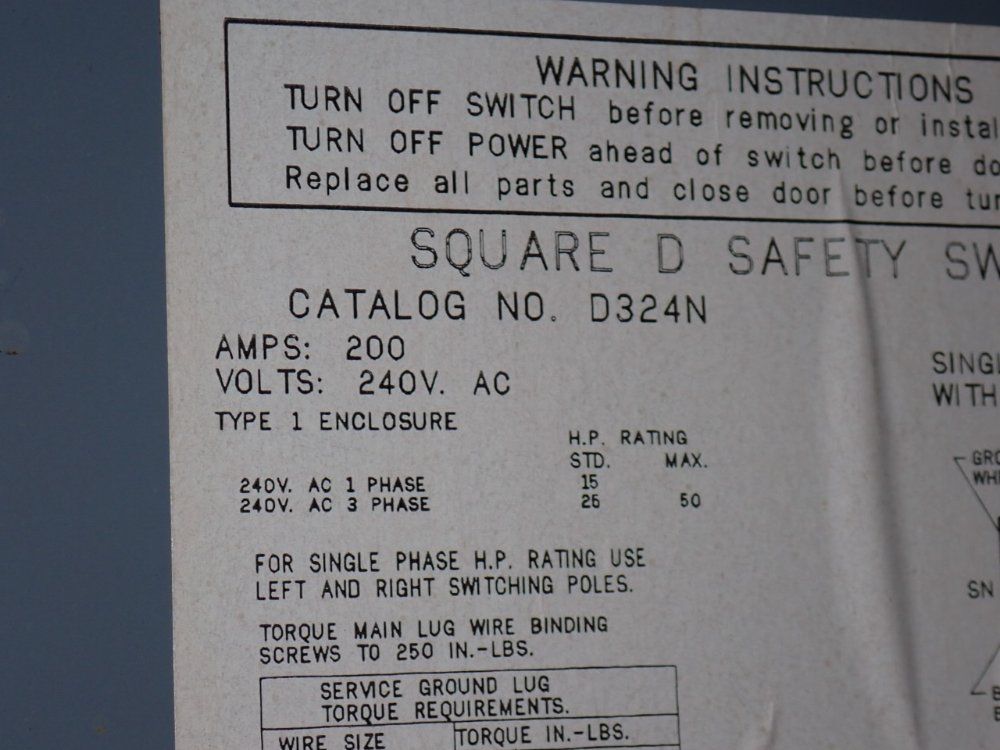 WARNING INSTRUCTIONS
TURN OFF SWITCH before removing or instal
TURN OFF POWER ahead of switch before do
Replace all parts and close door before tur
SQUARE D SAFETY SW
CATALOG NO. D324N
AMPS: 200
VOLTS: 240V. AC
TYPE 1 ENCLOSURE
H.P. RATING
STD. MAX.
240V. AC 1 PHASE 15
240V. AC 3 PHASE 25 50
FOR SINGLE PHASE H.P. RATING USE
LEFT AND RIGHT SWITCHING POLES.
TORQUE MAIN LUG WIRE BINDING
SCREWS TO 250 IN.-LBS.
SERVICE GROUND LUG
TORQUE REQUIREMENTS.
WIRE SIZE TORQUE IN.-LBS.
SINGL
WITH
GRO
WHI
SN